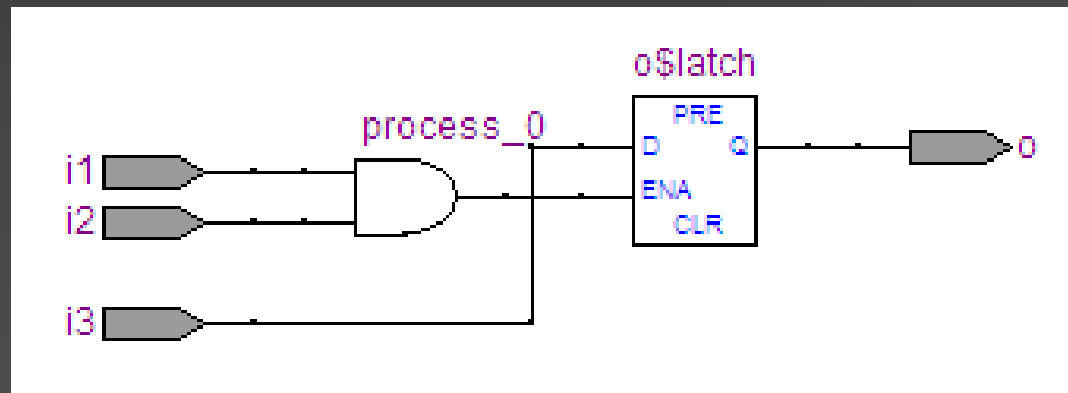 o$latch
process_0
PRE
D
Q
i1
ENA
i2
CLR
i3
o